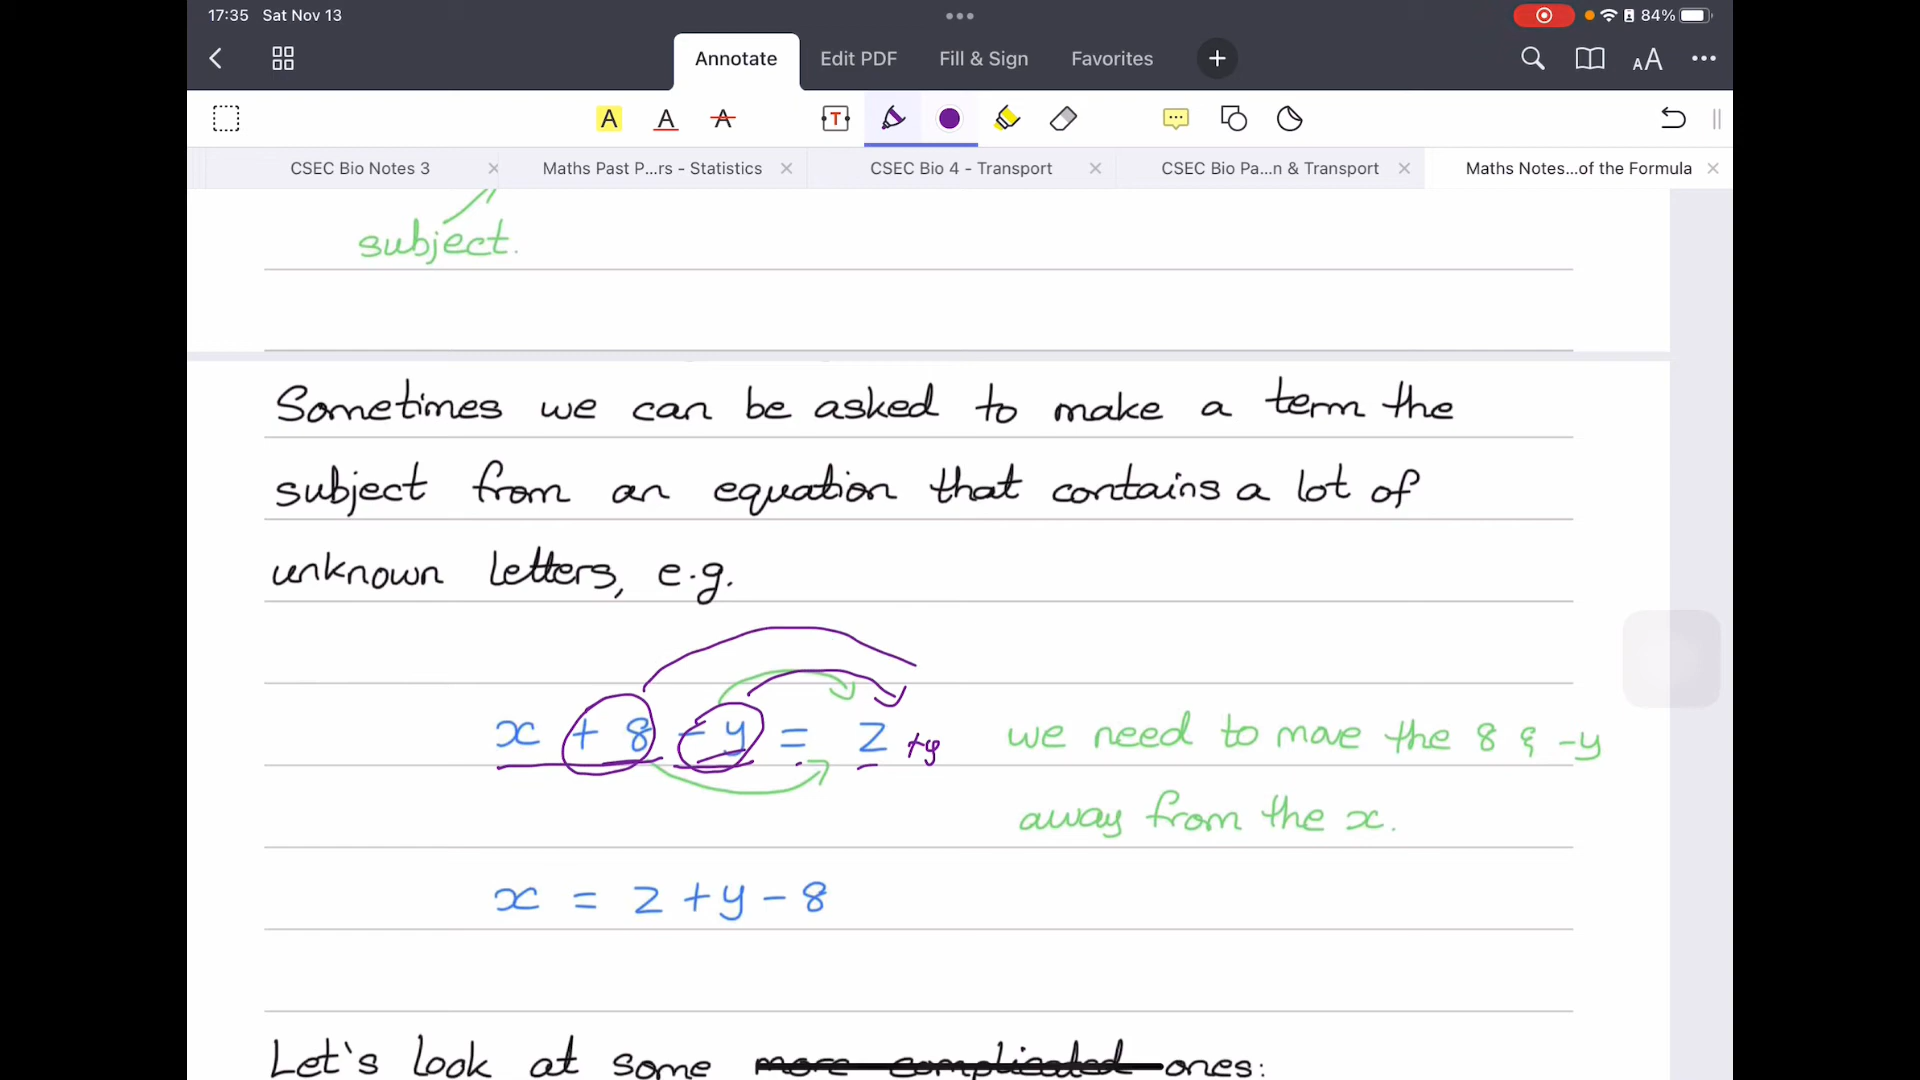 17:35 Sat Nov 13
84%
Annotate Edit PDF Fill & Sign Favorites
A A A T AA
CSEC Bio Notes 3 Maths Past P...rs - Statistics CSEC Bio 4 - Transport CSEC Bio Pa...n & Transport Maths Notes...of the Formula
subject.
Sometimes we can be asked to make a term the
subject from an equation that contains a lot of
unknown letters, e.g.
x + 8 - y = z +y we need to move the 8 & -y
away from the x.
x = z + y - 8
Let's look at some more complicated ones: